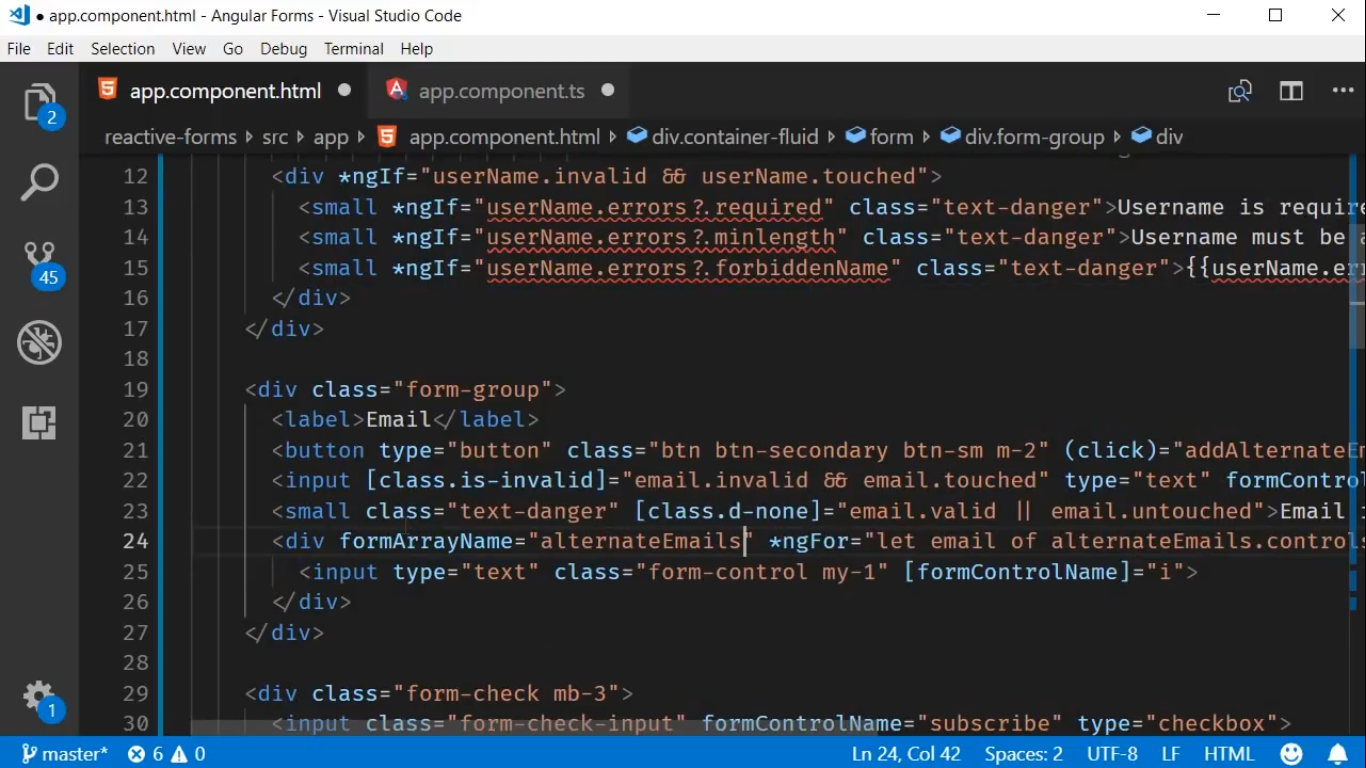 app.component.html - Angular Forms - Visual Studio Code
File Edit Selection View Go Debug Terminal Help
app.component.html app.component.ts
2
reactive-forms src app app.component.html div.container-fluid form div.form-group div
12 <div *ngIf="userName.invalid && userName.touched">
13 <small *ngIf="userName.errors?.required" class="text-danger">Username is require
14 <small *ngIf="userName.errors?.minlength" class="text-danger">Username must be a
15 <small *ngIf="userName.errors?.forbiddenName" class="text-danger">{{userName.err
45
16 </div>
17 </div>
18
19 <div class="form-group">
20 <label>Email</label>
21 <button type="button" class="btn btn-secondary btn-sm m-2" (click)="addAlternateEm
22 <input [class.is-invalid]="email.invalid && email.touched" type="text" formControl
23 <small class="text-danger" [class.d-none]="email.valid || email.untouched">Email i
24 <div formArrayName="alternateEmails" *ngFor="let email of alternateEmails.controls
25 <input type="text" class="form-control my-1" [formControlName]="i">
26 </div>
27 </div>
28
29 <div class="form-check mb-3">
1
30 <input class="form-check-input" formControlName="subscribe" type="checkbox">
master* 6 0 Ln 24, Col 42 Spaces: 2 UTF-8 LF HTML